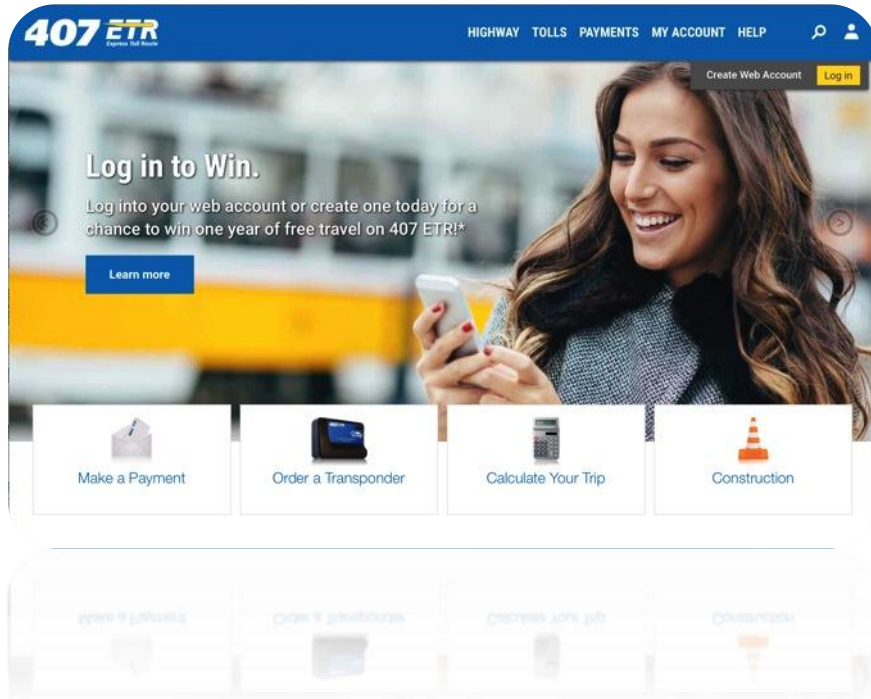 407 ETR
Express Toll Route
HIGHWAY TOLLS PAYMENTS MY ACCOUNT HELP
Create Web Account Log in
Log in to Win.
Log into your web account or create one today for a
chance to win one year of free travel on 407 ETR!*
Learn more
Make a Payment Order a Transponder Calculate Your Trip Construction